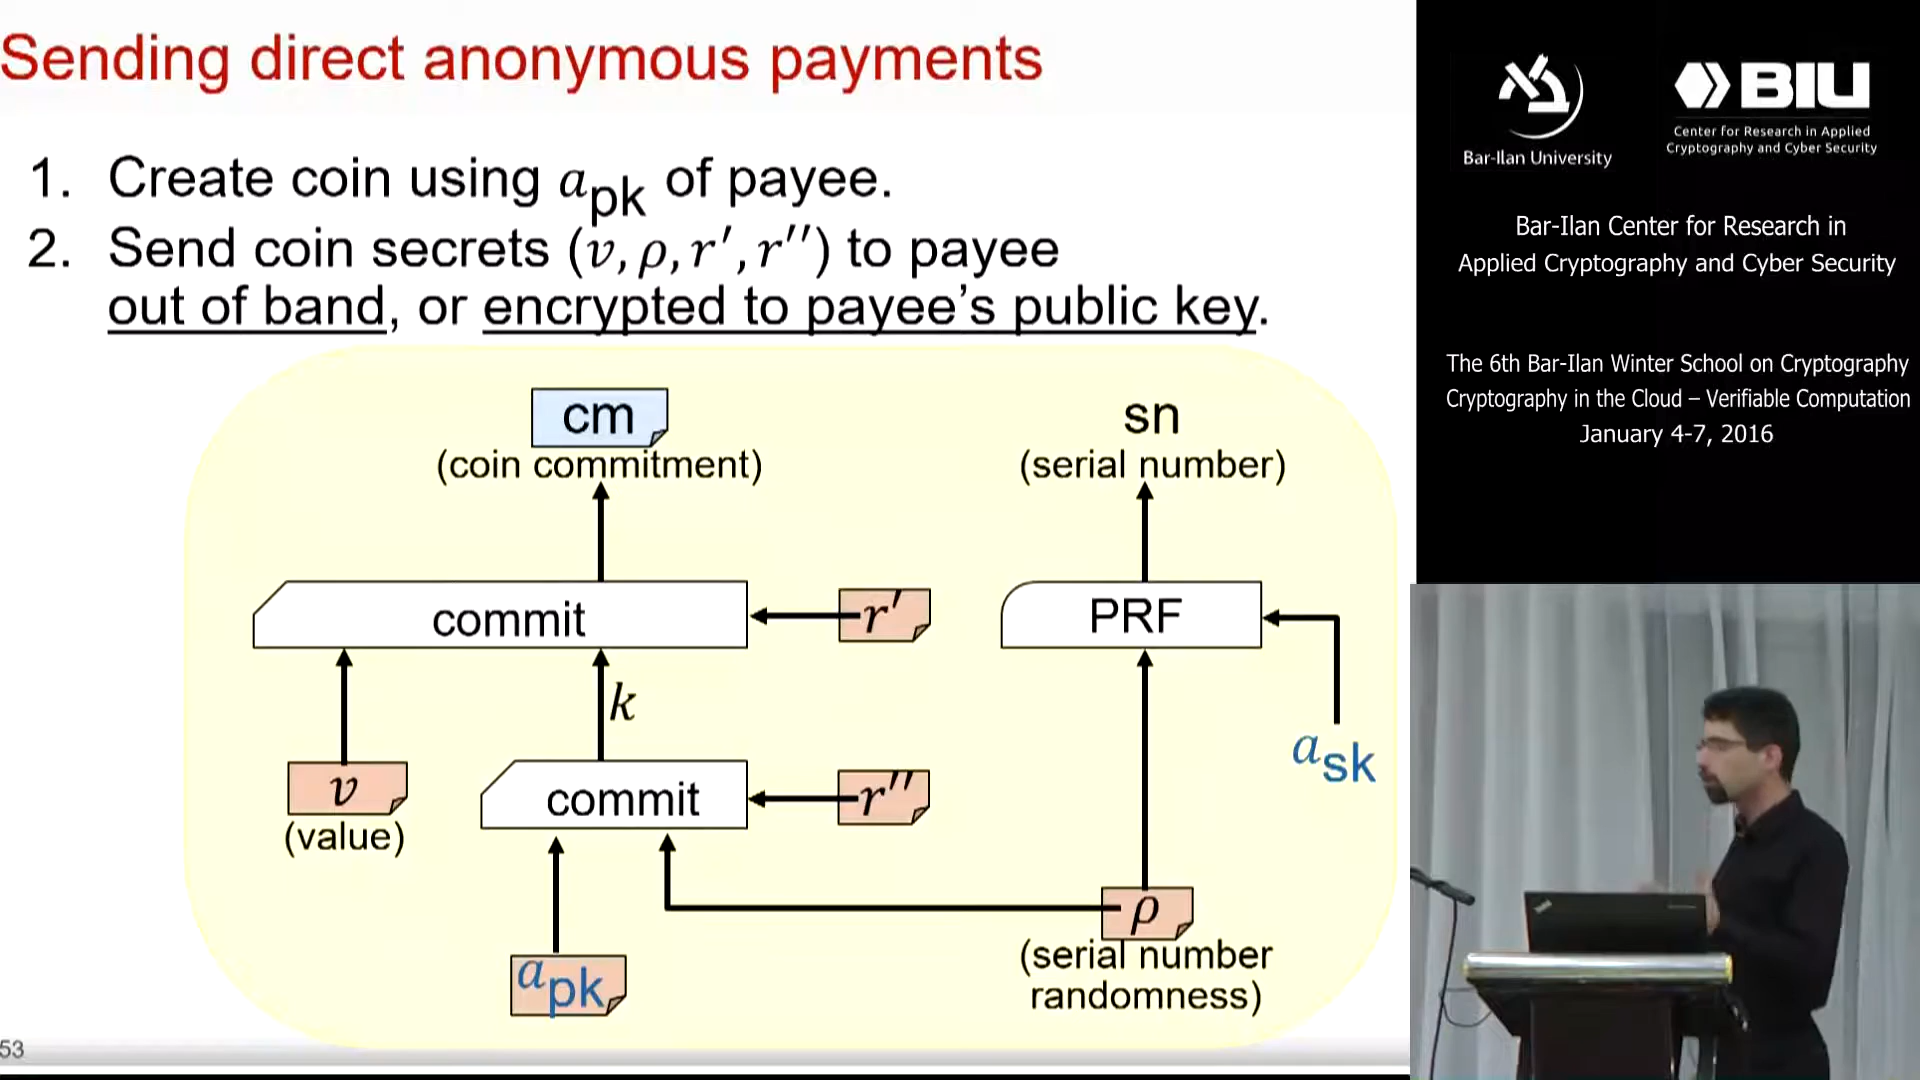 Sending direct anonymous payments
1. Create coin using a_pk of payee.
2. Send coin secrets (v, ρ, r′, r′′) to payee
out of band, or encrypted to payee’s public key.
cm
(coin commitment)
sn
(serial number)
commit
r′
PRF
k
a_sk
v
(value)
commit
r′′
ρ
(serial number
randomness)
a_pk
53
Bar-Ilan University
BIU
Center for Research in Applied
Cryptography and Cyber Security
Bar-Ilan Center for Research in
Applied Cryptography and Cyber Security
The 6th Bar-Ilan Winter School on Cryptography
Cryptography in the Cloud – Verifiable Computation
January 4-7, 2016